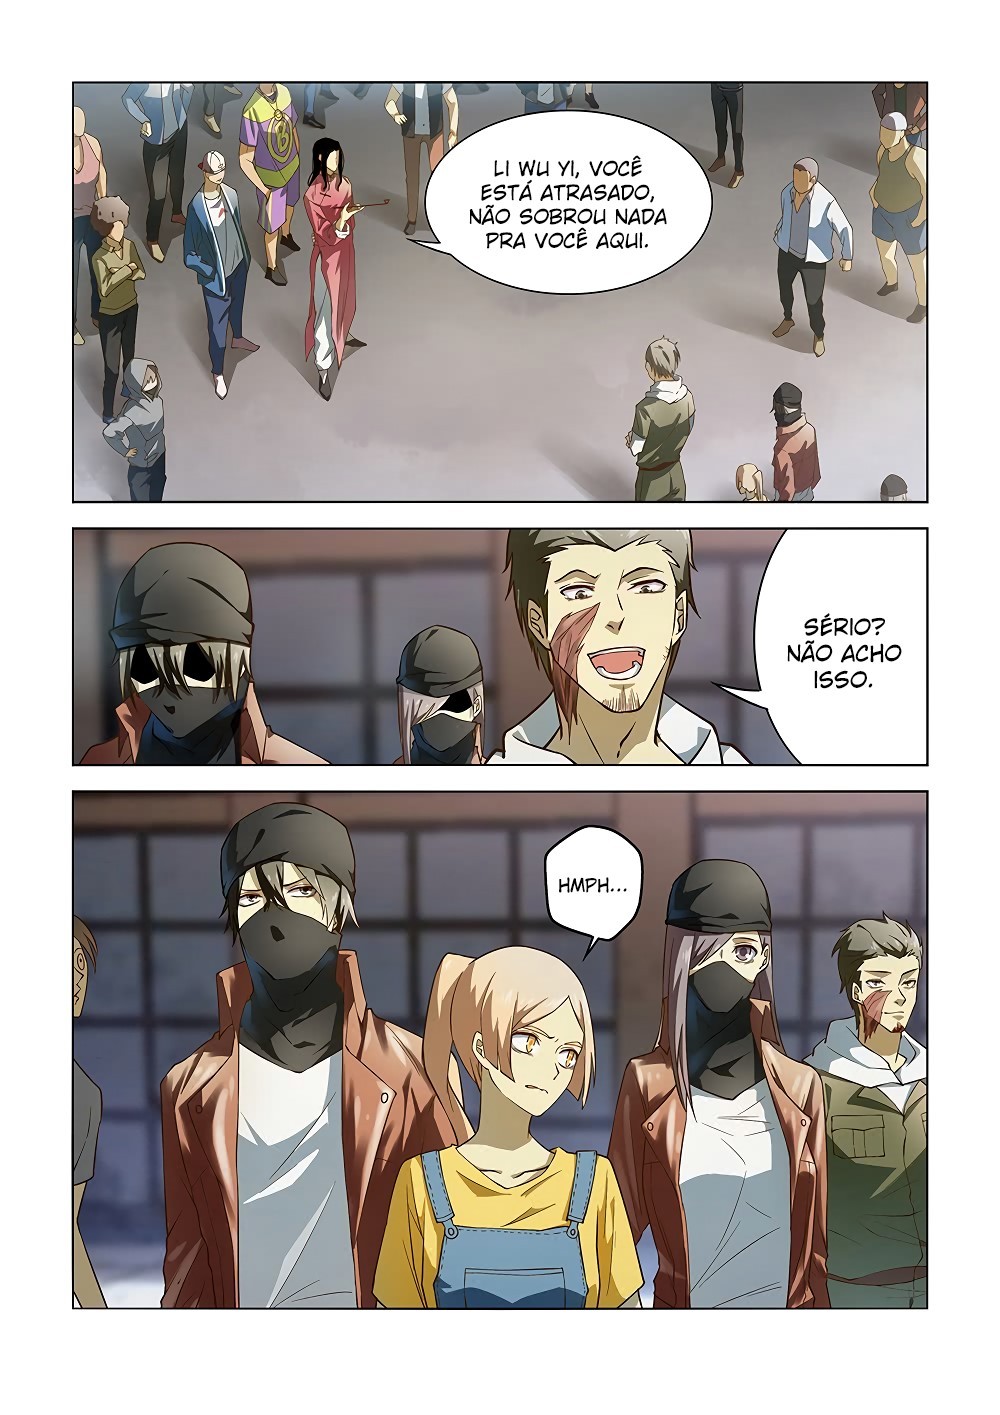 LI WU YI, VOCÊ
ESTÁ ATRASADO,
NÃO SOBROU NADA
PRA VOCÊ AQUI.
SÉRIO?
NÃO ACHO
ISSO.
HMPH...